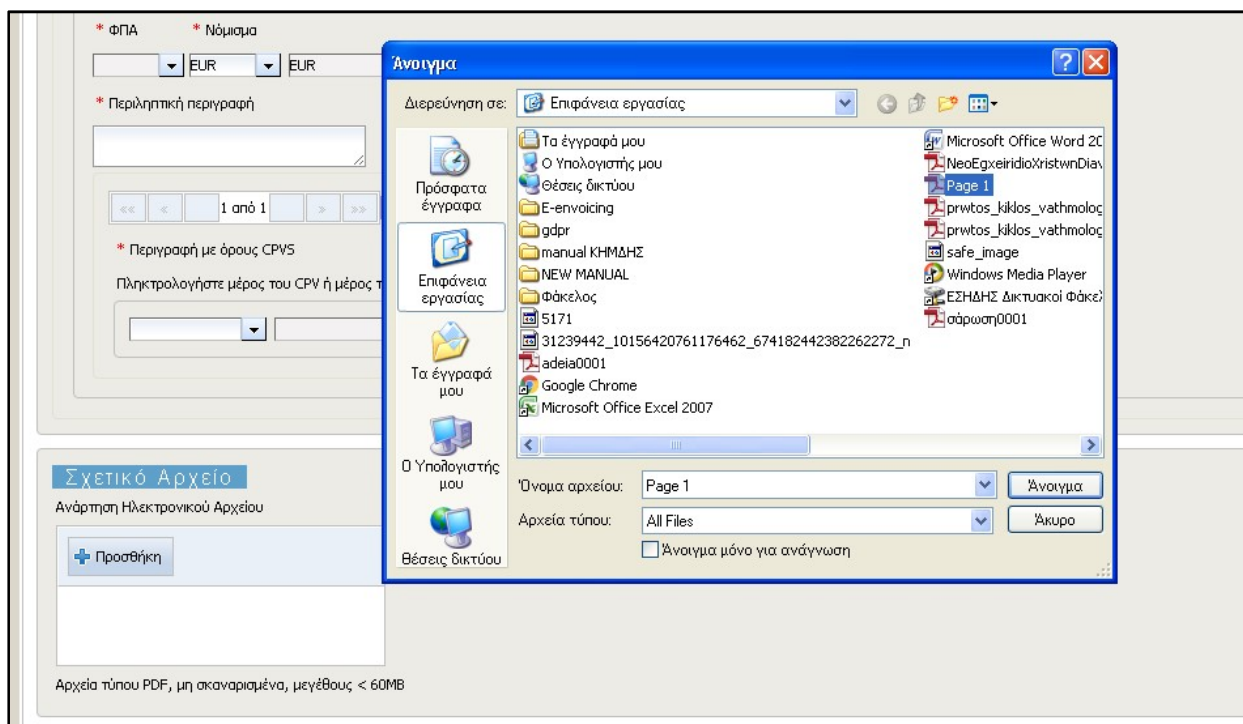 * ΦΠΑ * Νόμισμα
EUR EUR
* Περιληπτική περιγραφή
<< < 1 από 1 > >>
* Περιγραφή με όρους CPVS
Πληκτρολογήστε μέρος του CPV ή μέρος τ
Σχετικό Αρχείο
Ανάρτηση Ηλεκτρονικού Αρχείου
Προσθήκη
Αρχεία τύπου PDF, μη σκαναρισμένα, μεγέθους < 60MB
Άνοιγμα
Διερεύνηση σε: Επιφάνεια εργασίας
Πρόσφατα
έγγραφα
Επιφάνεια
εργασίας
Τα έγγραφά
μου
Ο Υπολογιστής
μου
Θέσεις δικτύου
Τα έγγραφά μου
Ο Υπολογιστής μου
Θέσεις δικτύου
E-envoicing
gdpr
manual ΚΗΜΔΗΣ
NEW MANUAL
Φάκελος
5171
31239442_10156420761176462_674182442382262272_n
adeia0001
Google Chrome
Microsoft Office Excel 2007
Microsoft Office Word 20
NeoEgxeiridioXristwnDiav
Page 1
prwtos_kiklos_vathmolog
prwtos_kiklos_vathmolog
safe_image
Windows Media Player
ΕΣΗΔΗΣ Δικτυακοί Φάκελ
σάρωση0001
Όνομα αρχείου: Page 1 Άνοιγμα
Αρχεία τύπου: All Files Άκυρο
Άνοιγμα μόνο για ανάγνωση